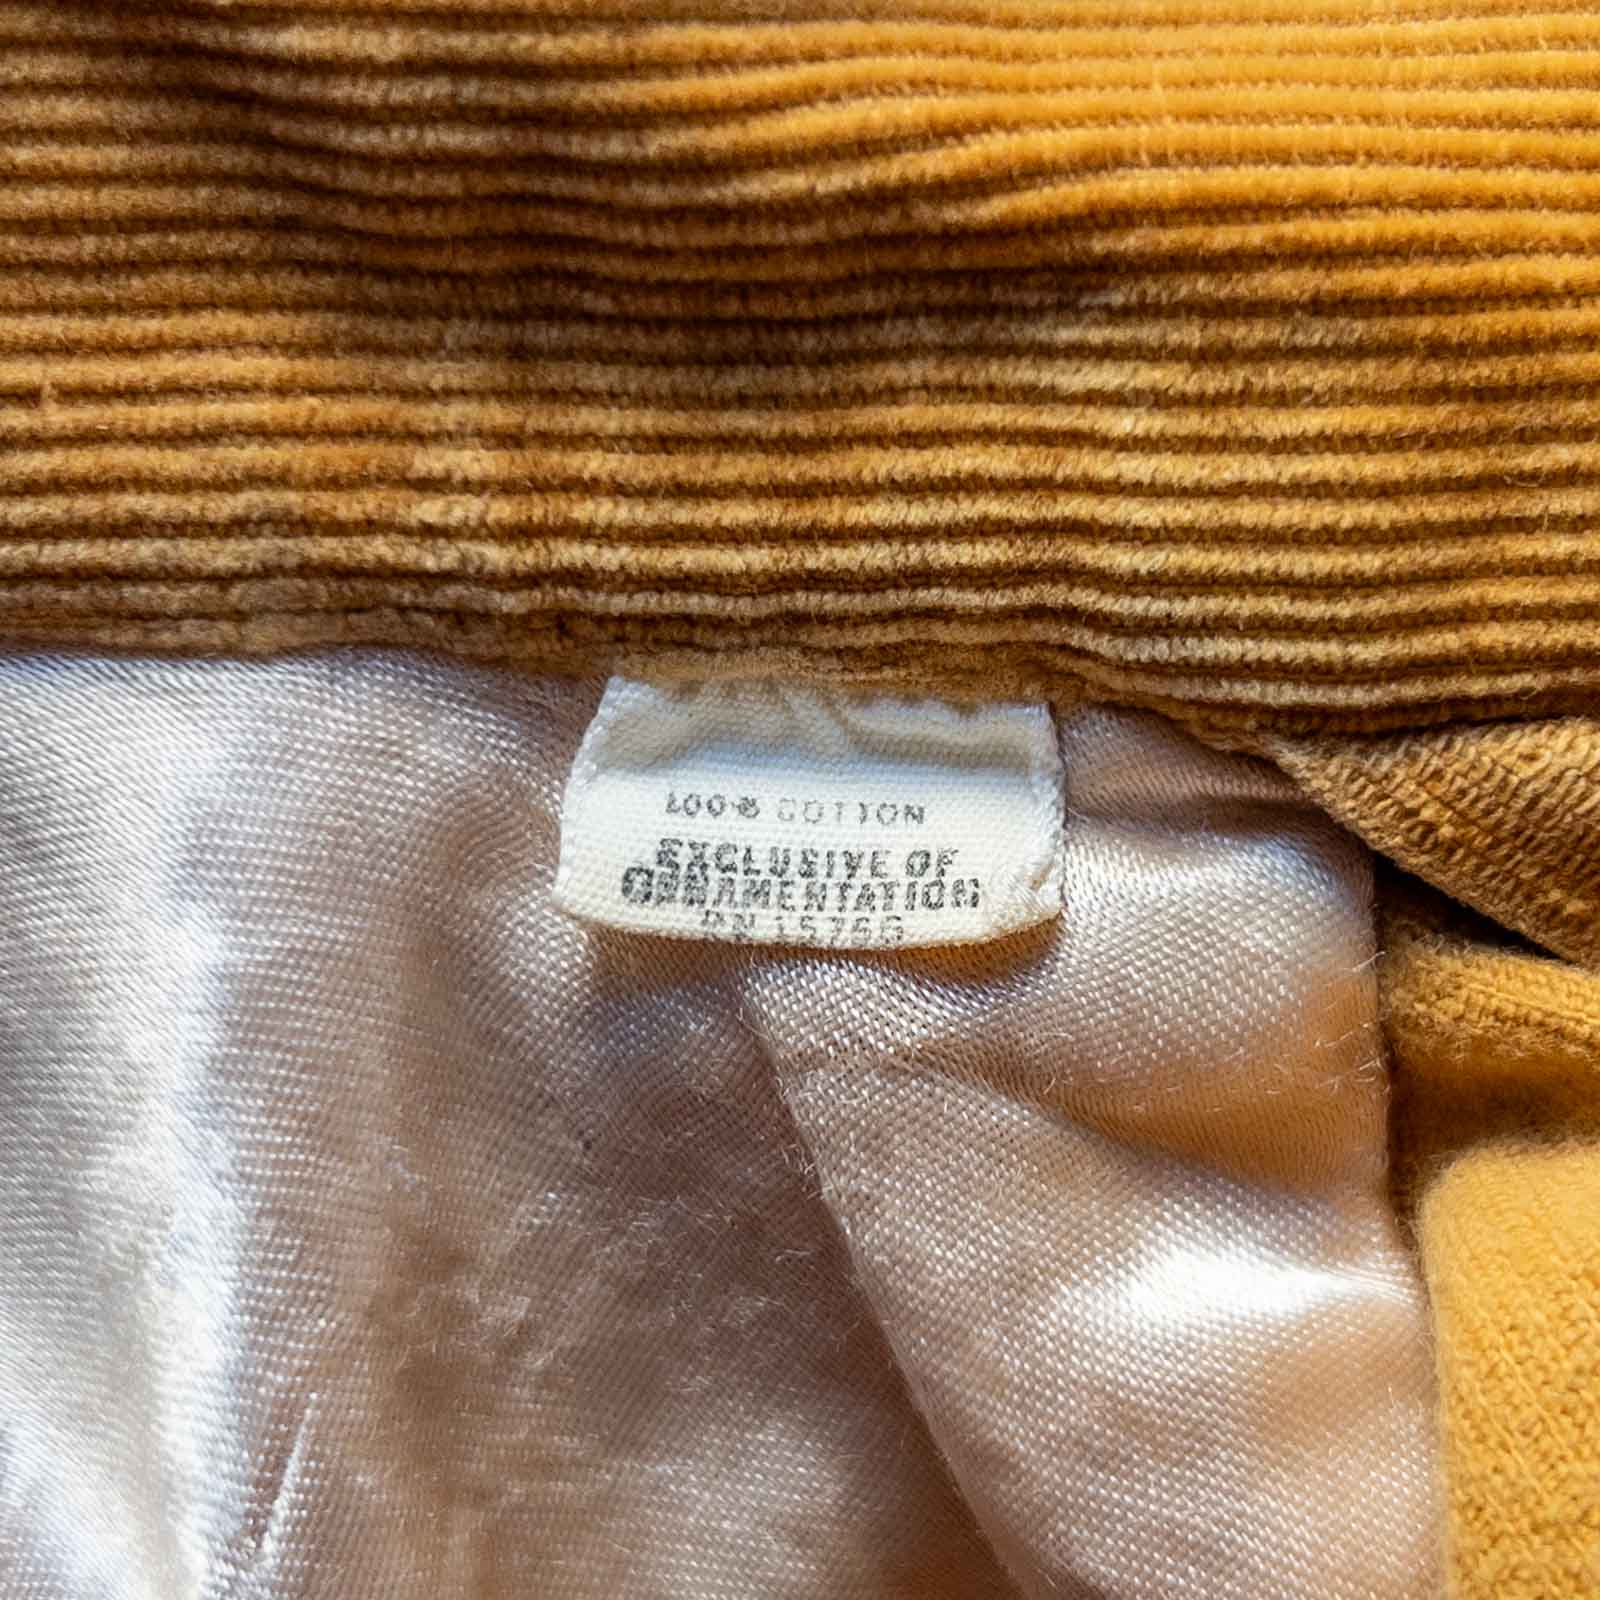 100% COTTON
EXCLUSIVE OF
ORNAMENTATION
RN 15766